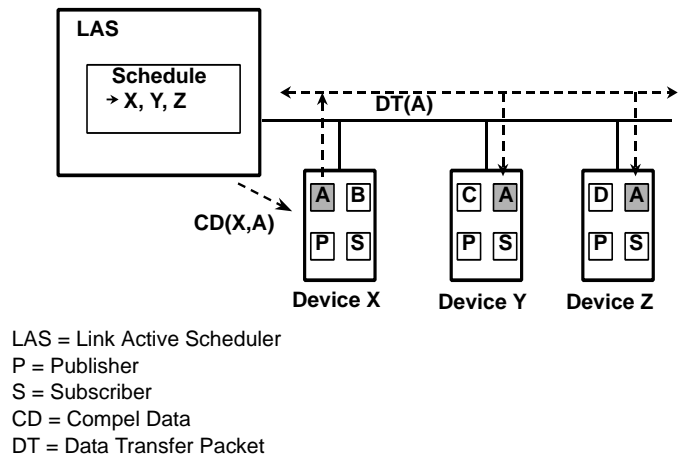 LAS
Schedule
X, Y, Z
DT(A)
CD(X,A)
A B
P S
C A
P S
D A
P S
Device X
Device Y
Device Z
LAS = Link Active Scheduler
P = Publisher
S = Subscriber
CD = Compel Data
DT = Data Transfer Packet